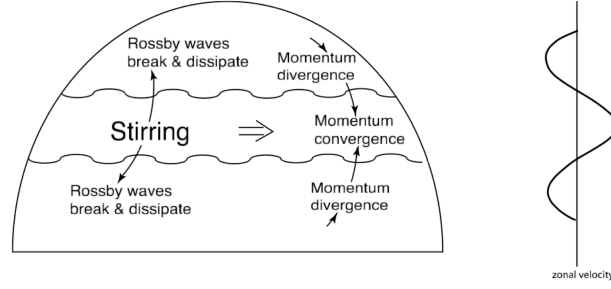 Rossby waves
break & dissipate
Momentum
divergence
Stirring
Momentum
convergence
Rossby waves
break & dissipate
Momentum
divergence
zonal velocity